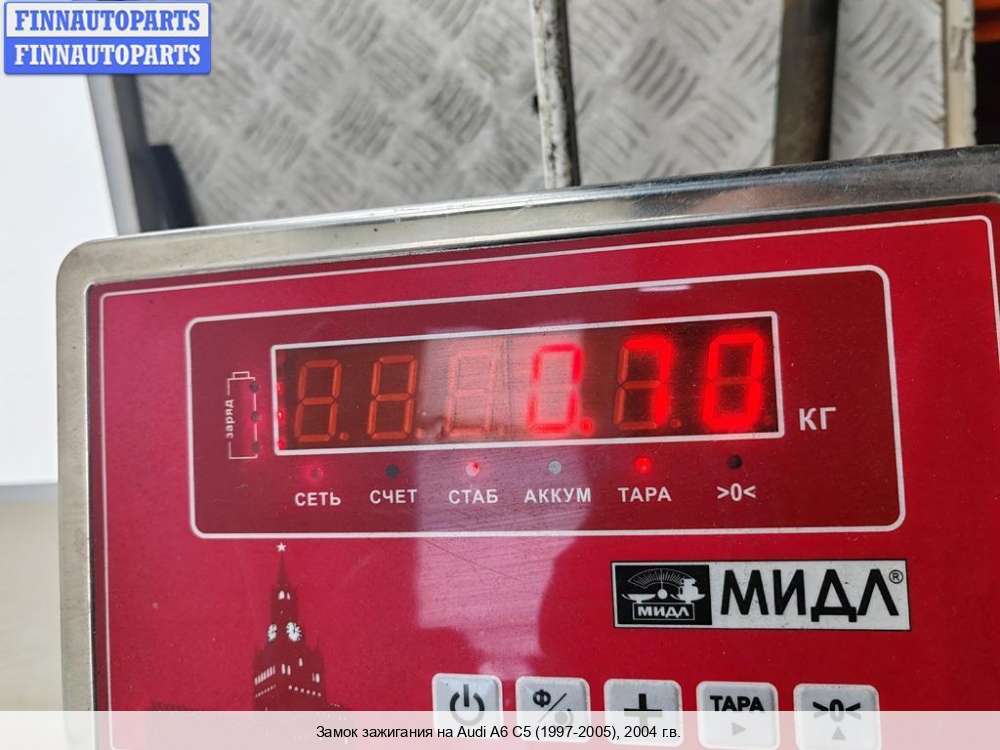 FINNAUTOPARTS
FINNAUTOPARTS
заряд
0.70
КГ
СЕТЬ СЧЕТ СТАБ АККУМ ТАРА >0<
МИДЛ
МИДЛ®
Ф/ + ТАРА >0<
Замок зажигания на Audi A6 C5 (1997-2005), 2004 г.в.